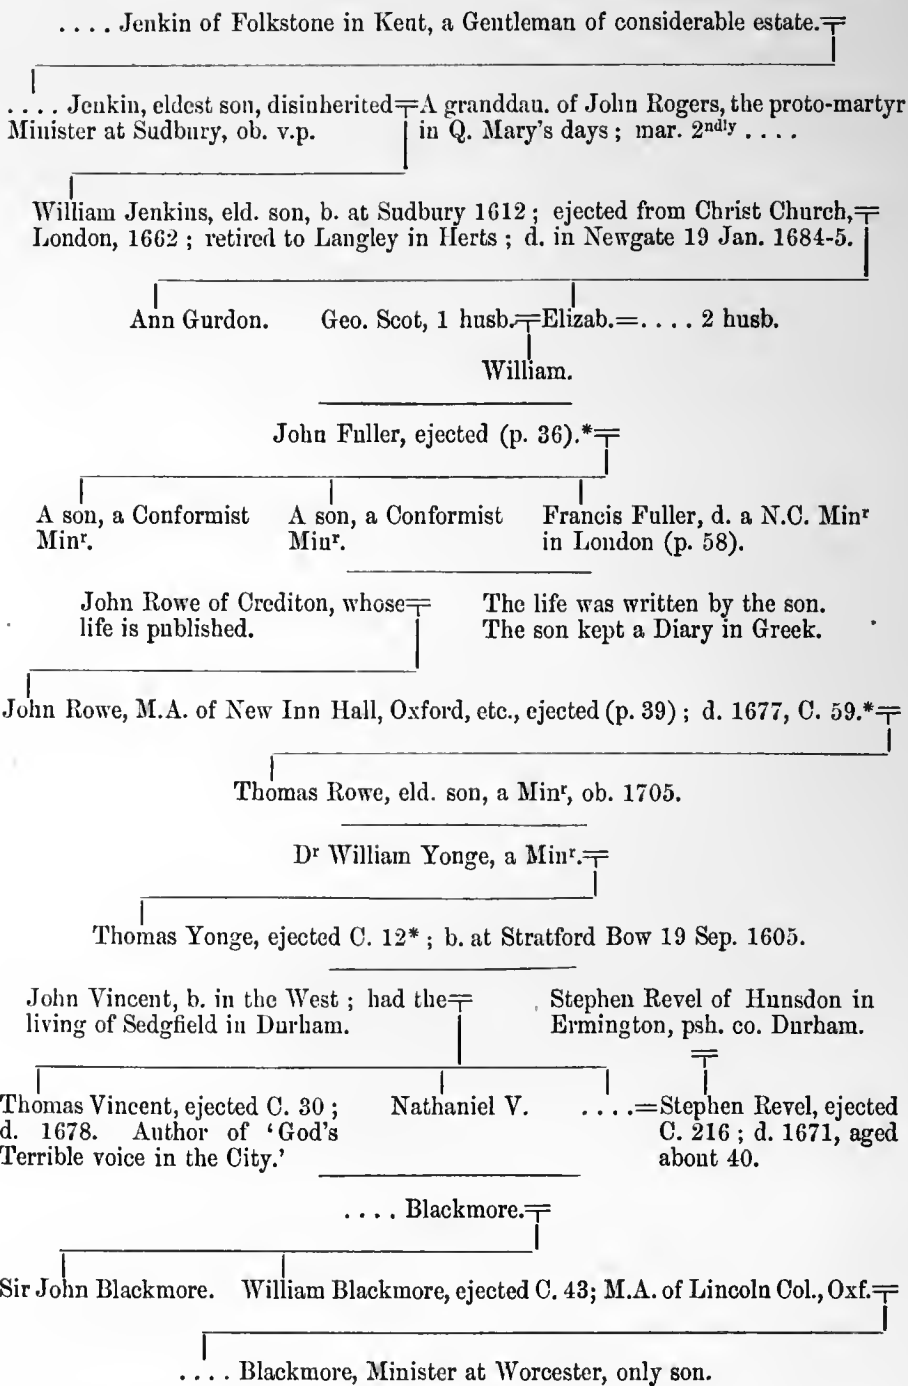 .... Jenkin of Folkstone in Kent, a Gentleman of considerable estate.
.... Jenkin, eldest son, disinherited
Minister at Sudbury, ob. v.p.
A granddau. of John Rogers, the proto-martyr
in Q. Mary's days ; mar. 2ndly ....
William Jenkins, eld. son, b. at Sudbury 1612 ; ejected from Christ Church,
London, 1662 ; retired to Langley in Herts ; d. in Newgate 19 Jan. 1684-5.
Ann Gurdon.
Geo. Scot, 1 husb.=Elizab.=.... 2 husb.
William.
John Fuller, ejected (p. 36).*
A son, a Conformist
Minr.
A son, a Conformist
Minr.
Francis Fuller, d. a N.C. Minr
in London (p. 58).
John Rowe of Crediton, whose
life is published.
The life was written by the son.
The son kept a Diary in Greek.
John Rowe, M.A. of New Inn Hall, Oxford, etc., ejected (p. 39) ; d. 1677, C. 59.*
Thomas Rowe, eld. son, a Minr, ob. 1705.
Dr William Yonge, a Minr.
Thomas Yonge, ejected C. 12* ; b. at Stratford Bow 19 Sep. 1605.
John Vincent, b. in the West ; had the
living of Sedgfield in Durham.
Stephen Revel of Hunsdon in
Ermington, psh. co. Durham.
Thomas Vincent, ejected C. 30 ;
d. 1678. Author of 'God's
Terrible voice in the City.'
Nathaniel V.
....=Stephen Revel, ejected
C. 216 ; d. 1671, aged
about 40.
.... Blackmore.
Sir John Blackmore.
William Blackmore, ejected C. 43; M.A. of Lincoln Col., Oxf.
.... Blackmore, Minister at Worcester, only son.